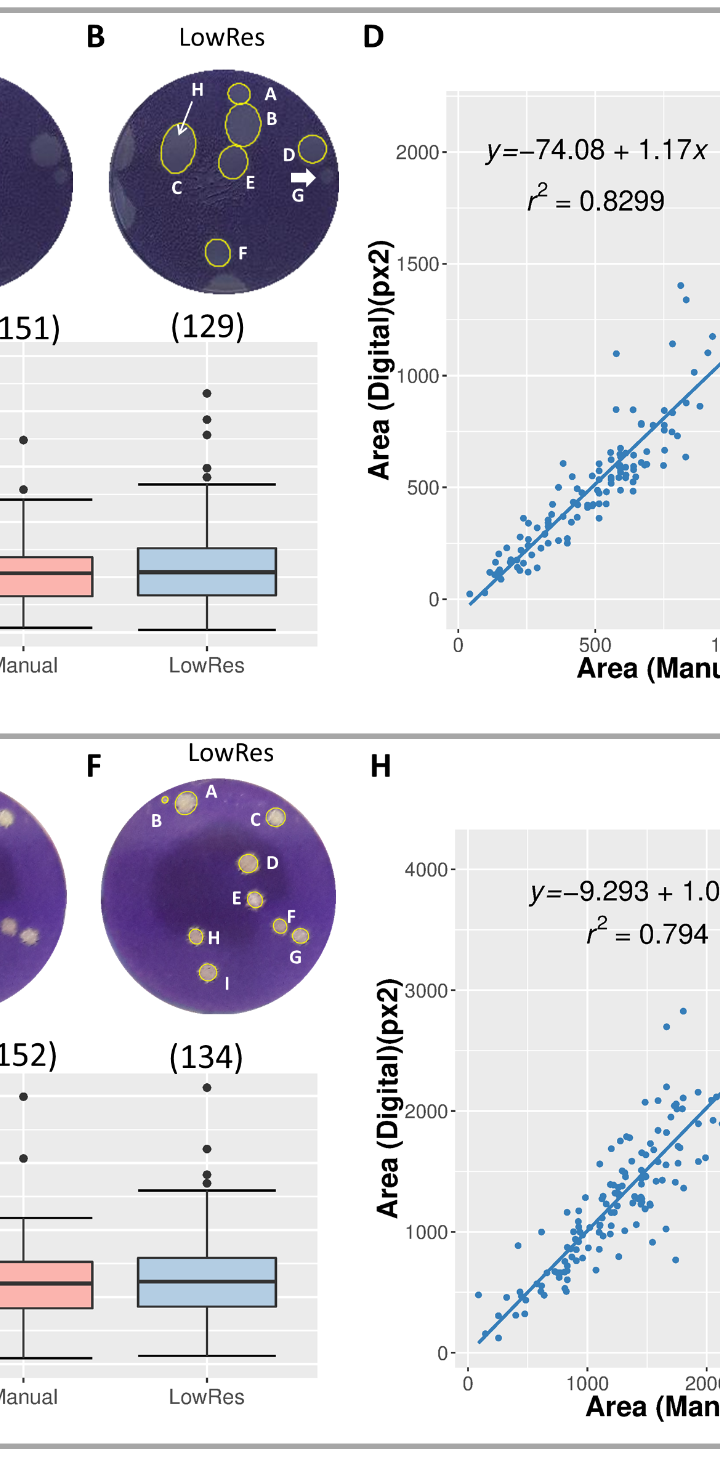 B
LowRes
H
A
B
C
D
E
G
F
151)
(129)
Manual
LowRes
D
y=−74.08 + 1.17x
r2 = 0.8299
Area (Digital)(px2)
2000
1500
1000
500
0
0
500
1
Area (Manu
F
LowRes
A
B
C
D
E
F
G
H
I
152)
(134)
Manual
LowRes
H
y=−9.293 + 1.0
r2 = 0.794
Area (Digital)(px2)
4000
3000
2000
1000
0
0
1000
200
Area (Man